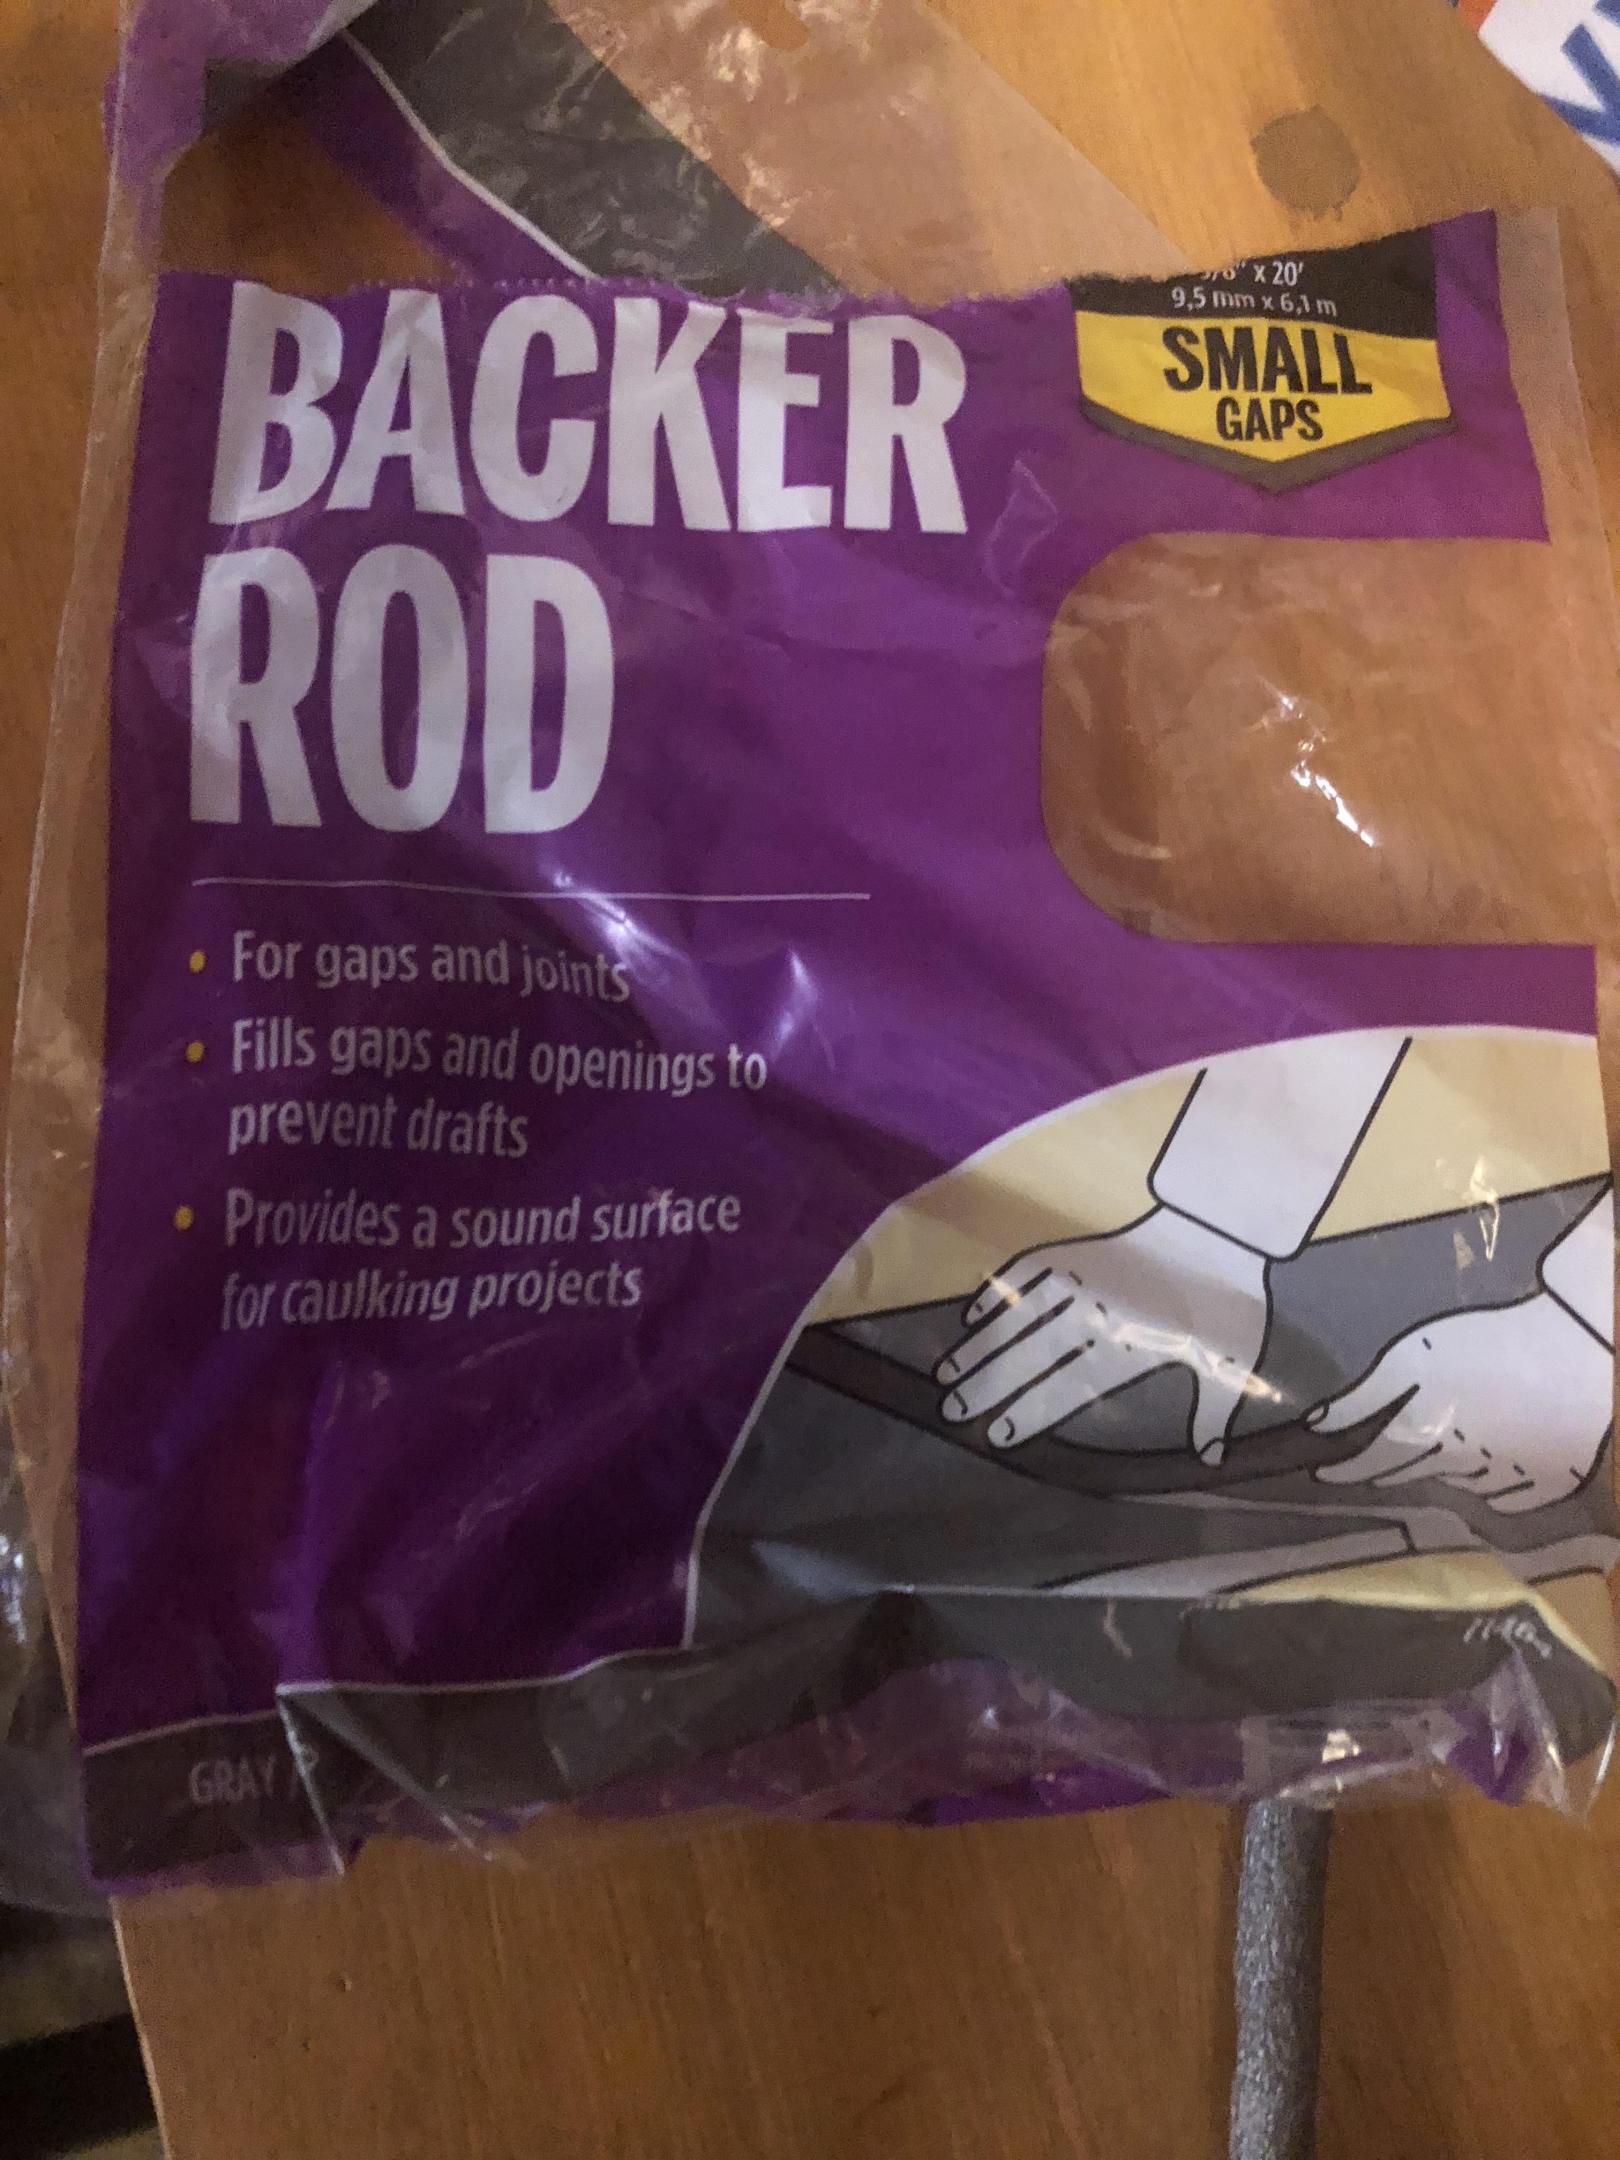 BACKER
ROD
x 20'
9,5 mm x 6,1 m
SMALL
GAPS
• For gaps and joints
• Fills gaps and openings to
prevent drafts
• Provides a sound surface
for caulking projects
GRAY